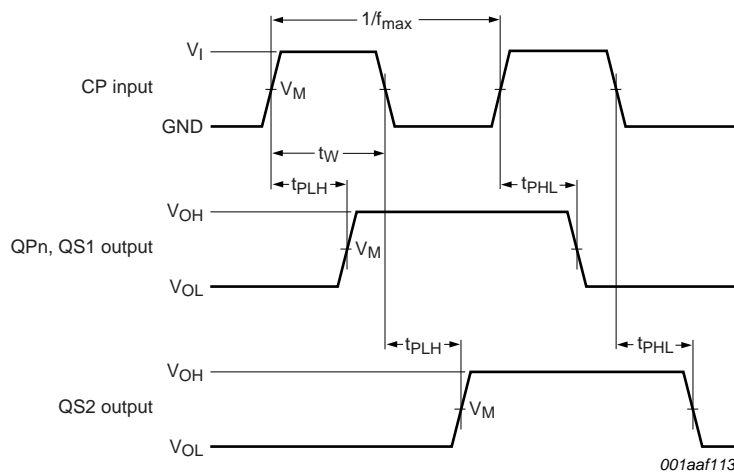 1/fmax
VI
CP input
VM
GND
tW
tPLH
tPHL
VOH
QPn, QS1 output
VM
VOL
tPLH
tPHL
VOH
QS2 output
VM
VOL
001aaf113